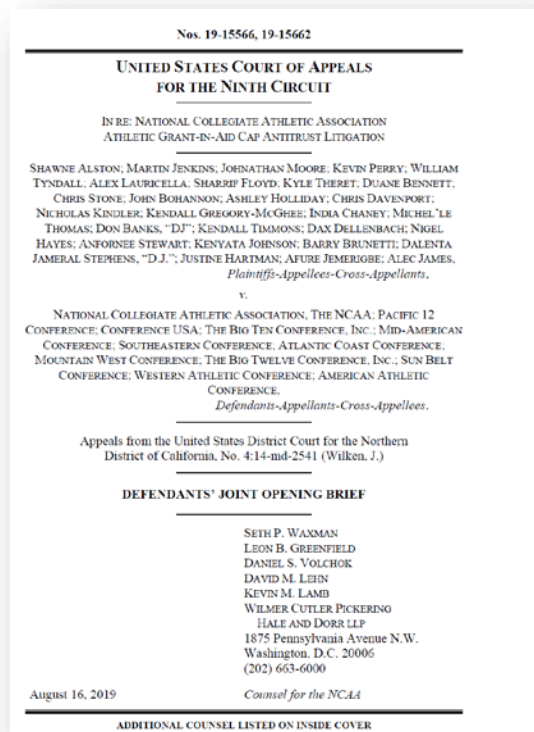 Nos. 19-15566, 19-15662
UNITED STATES COURT OF APPEALS
FOR THE NINTH CIRCUIT
IN RE: NATIONAL COLLEGIATE ATHLETIC ASSOCIATION
ATHLETIC GRANT-IN-AID CAP ANTITRUST LITIGATION
SHAWNE ALSTON; MARTIN JENKINS; JOHNATHAN MOORE; KEVIN PERRY; WILLIAM
TYNDALL; ALEX LAURICELLA; SHARRIF FLOYD; KYLE THERET; DUANE BENNETT;
CHRIS STONE; JOHN BOHANNON; ASHLEY HOLLIDAY; CHRIS DAVENPORT;
NICHOLAS KINDLER; KENDALL GREGORY-MCGHEE; INDIA CHANEY; MICHEL'LE
THOMAS; DON BANKS, "DJ"; KENDALL TIMMONS; DAX DELLENBACH; NIGEL
HAYES; ANFORNEE STEWART; KENYATA JOHNSON; BARRY BRUNETTI; DALENTA
JAMERAL STEPHENS, "D.J."; JUSTINE HARTMAN; AFURE JEMERIGBE; ALEC JAMES,
Plaintiffs-Appellees-Cross-Appellants,
v.
NATIONAL COLLEGIATE ATHLETIC ASSOCIATION, THE NCAA; PACIFIC 12
CONFERENCE; CONFERENCE USA; THE BIG TEN CONFERENCE, INC.; MID-AMERICAN
CONFERENCE; SOUTHEASTERN CONFERENCE; ATLANTIC COAST CONFERENCE;
MOUNTAIN WEST CONFERENCE; THE BIG TWELVE CONFERENCE, INC.; SUN BELT
CONFERENCE; WESTERN ATHLETIC CONFERENCE; AMERICAN ATHLETIC
CONFERENCE,
Defendants-Appellants-Cross-Appellees.
Appeals from the United States District Court for the Northern
District of California, No. 4:14-md-2541 (Wilken, J.)
DEFENDANTS' JOINT OPENING BRIEF
SETH P. WAXMAN
LEON B. GREENFIELD
DANIEL S. VOLCHOK
DAVID M. LEHN
KEVIN M. LAMB
WILMER CUTLER PICKERING
HALE AND DORR LLP
1875 Pennsylvania Avenue N.W.
Washington, D.C. 20006
(202) 663-6000
August 16, 2019 Counsel for the NCAA
ADDITIONAL COUNSEL LISTED ON INSIDE COVER